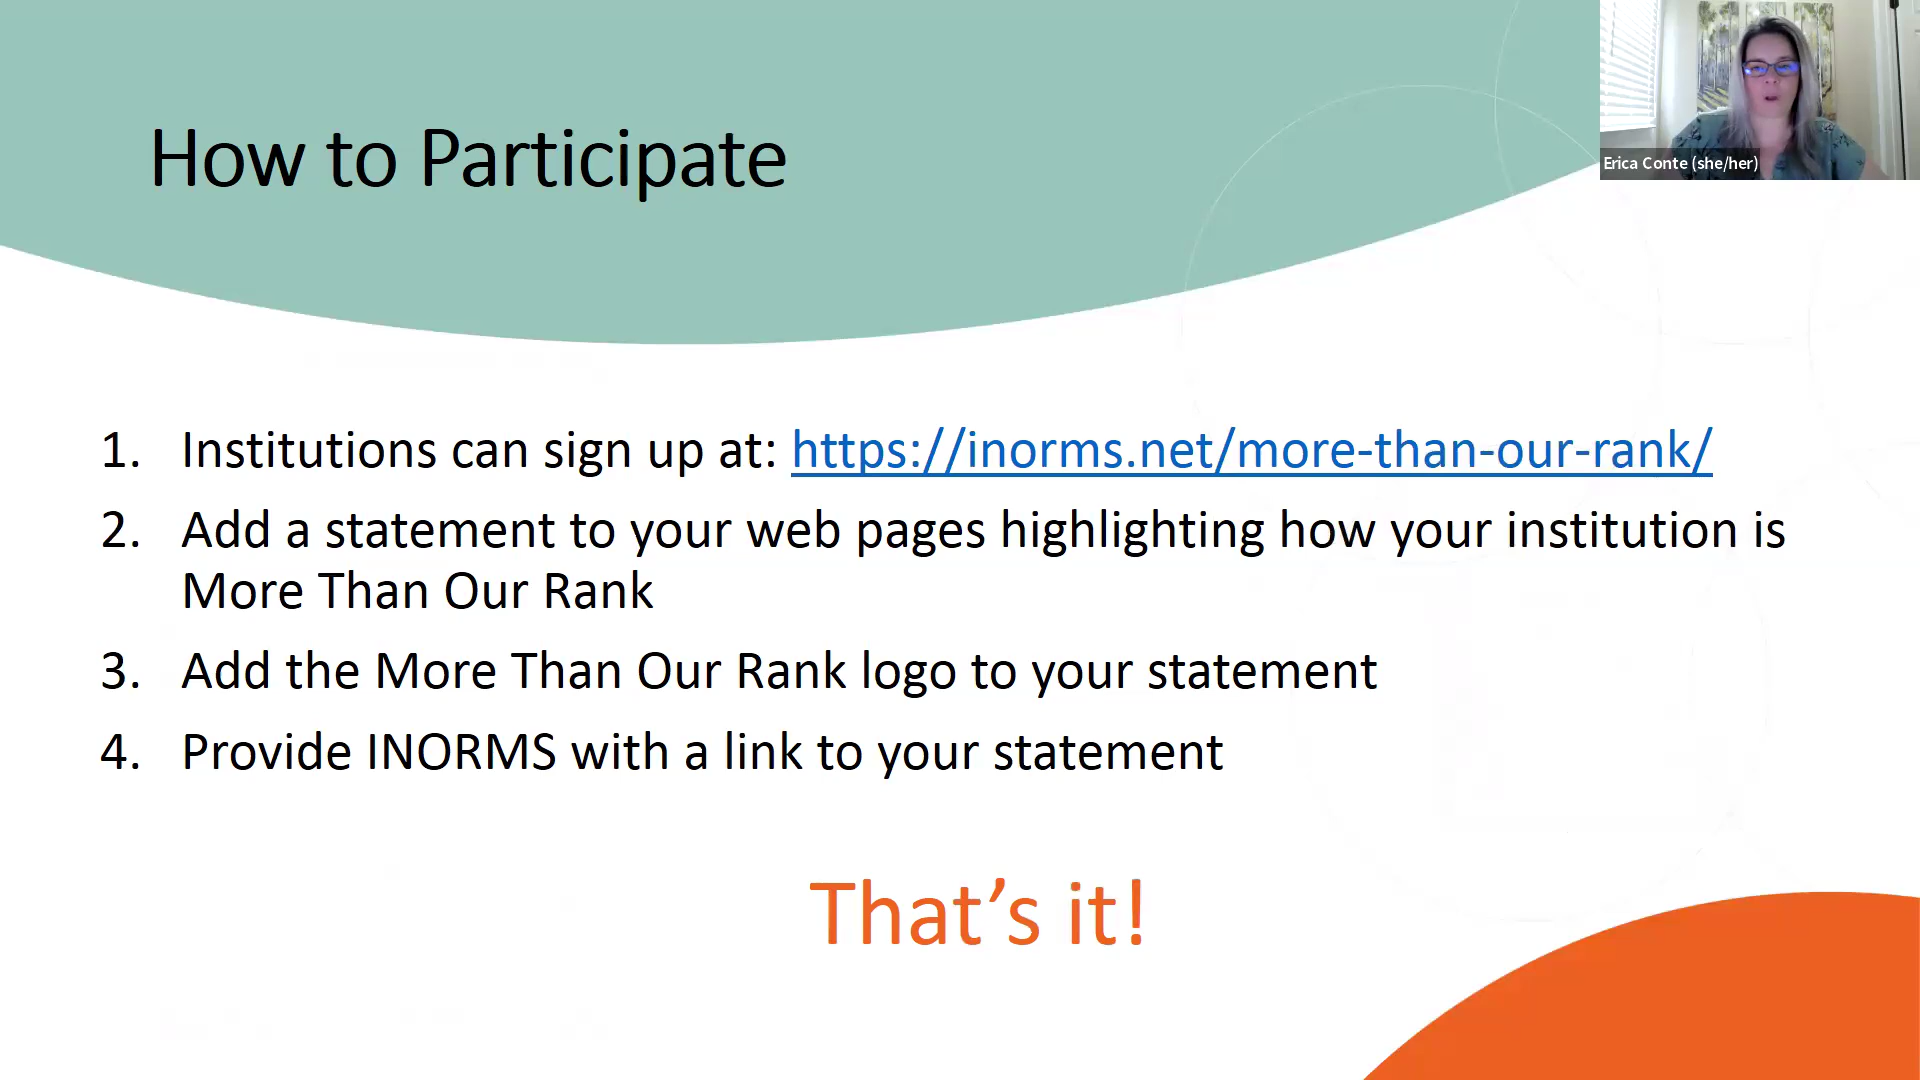 How to Participate
Erica Conte (she/her)
1. Institutions can sign up at: https://inorms.net/more-than-our-rank/
2. Add a statement to your web pages highlighting how your institution is
More Than Our Rank
3. Add the More Than Our Rank logo to your statement
4. Provide INORMS with a link to your statement
That’s it!